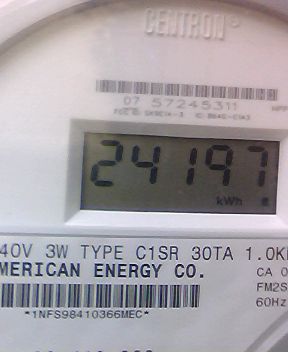 CENTRON®
07 57245311
24197
kWh
40V 3W TYPE C1SR 30TA 1.0K
MERICAN ENERGY CO.
CA 0
FM2S
60Hz
*1NFS98410366MEC*